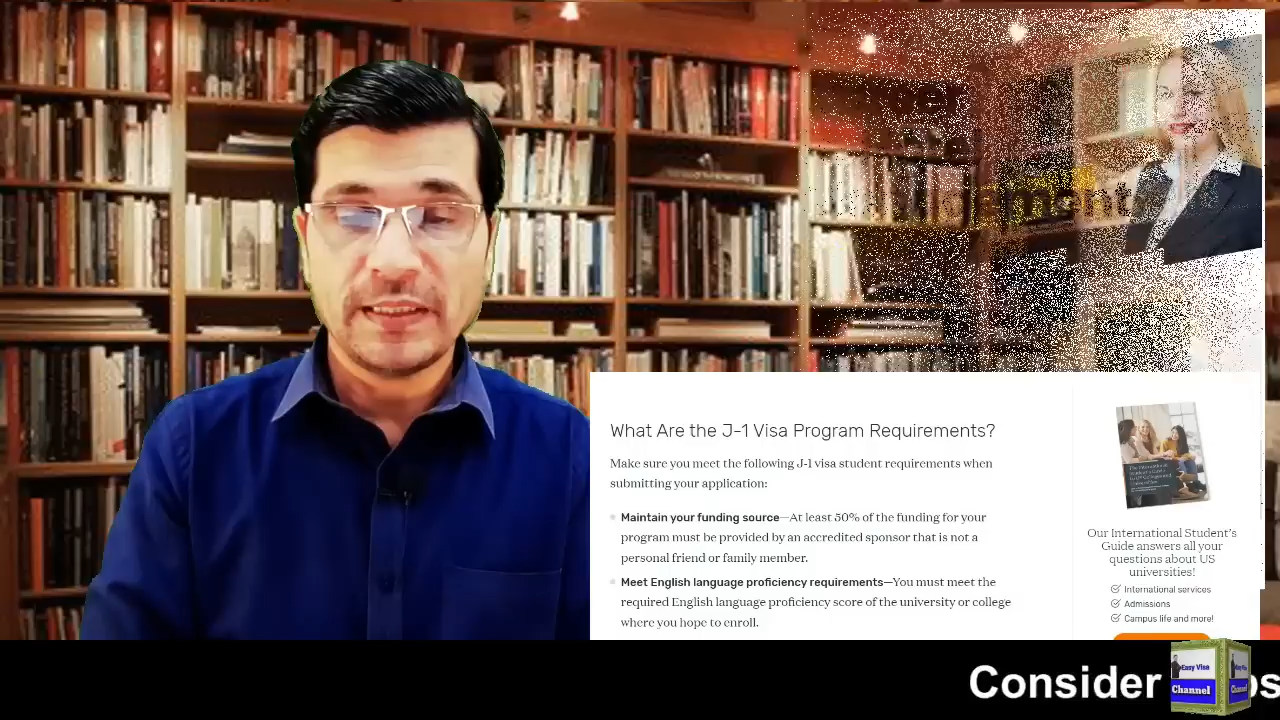 What Are the J-1 Visa Program Requirements?
Make sure you meet the following J-1 visa student requirements when
submitting your application:
Maintain your funding source—At least 50% of the funding for your
program must be provided by an accredited sponsor that is not a
personal friend or family member.
Meet English language proficiency requirements—You must meet the
required English language proficiency score of the university or college
where you hope to enroll.
Our International Student's
Guide answers all your
questions about US
universities!
International services
Admissions
Campus life and more!
Consider
Easy Visa
Channel
Channel